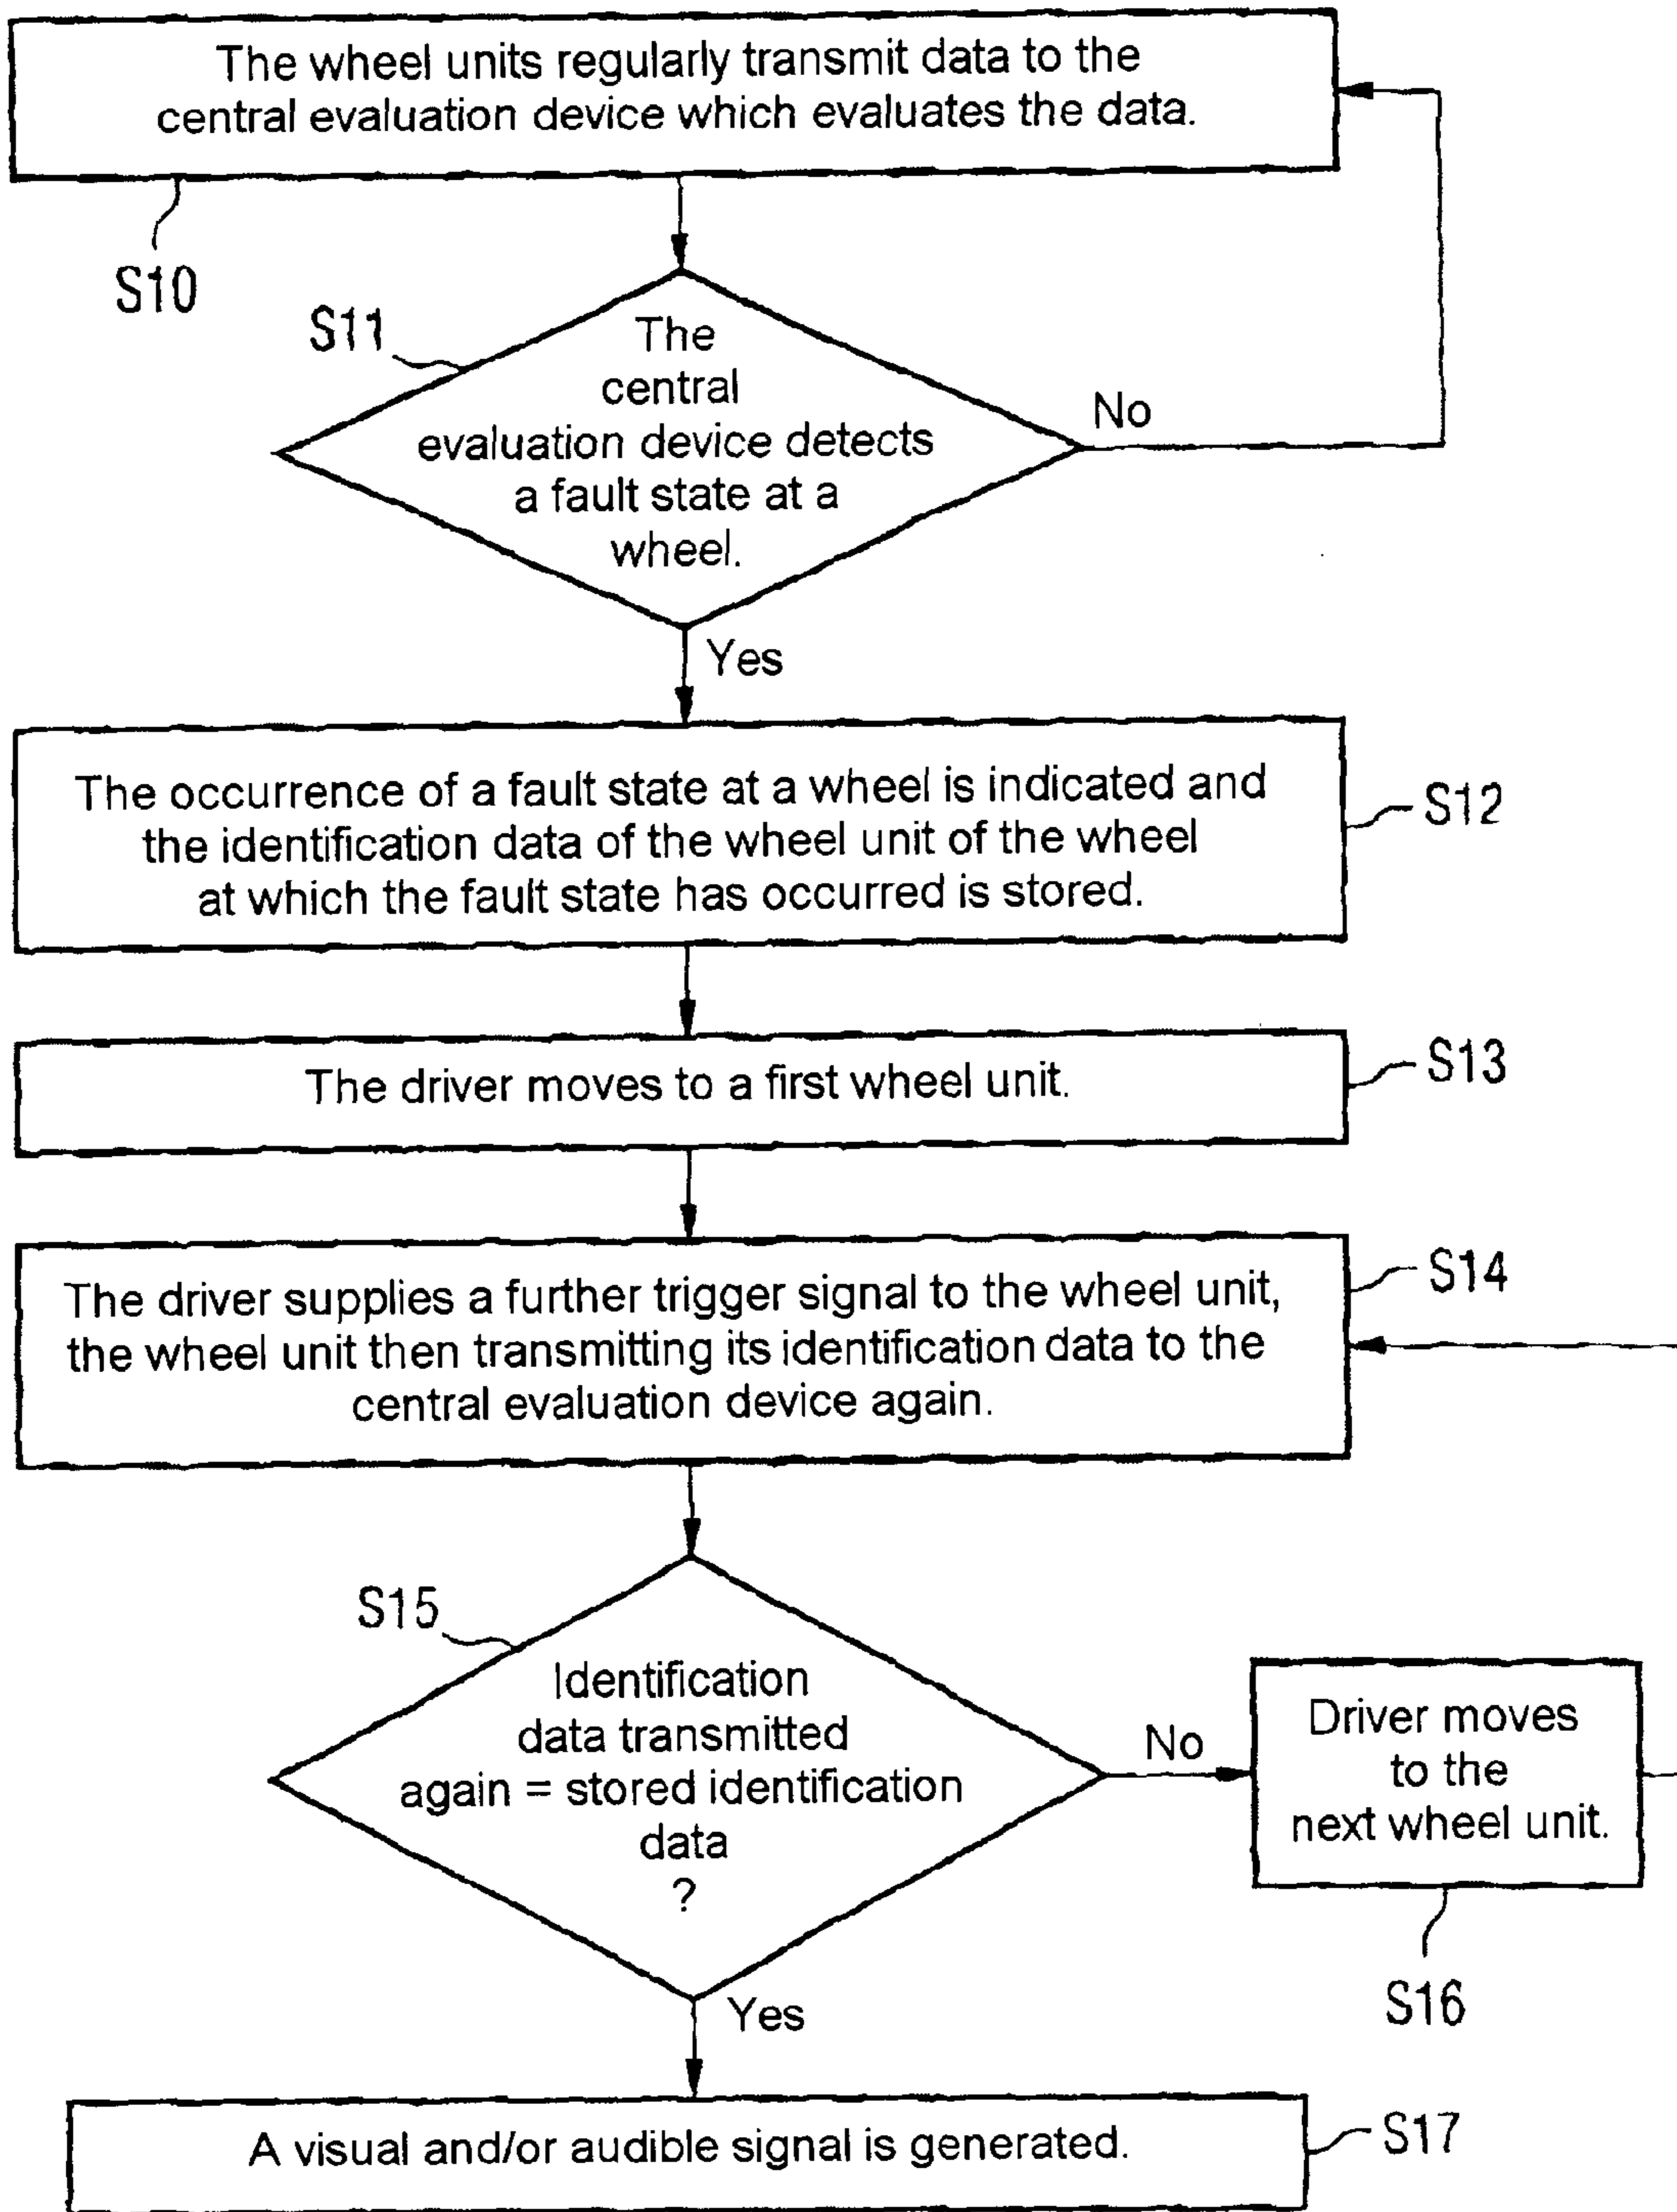 The wheel units regularly transmit data to the
central evaluation device which evaluates the data.
S10
S11
The
central
evaluation device detects
a fault state at a
wheel.
No
Yes
The occurrence of a fault state at a wheel is indicated and
the identification data of the wheel unit of the wheel
at which the fault state has occurred is stored.
S12
The driver moves to a first wheel unit.
S13
The driver supplies a further trigger signal to the wheel unit,
the wheel unit then transmitting its identification data to the
central evaluation device again.
S14
S15
Identification
data transmitted
again = stored identification
data
?
No
Driver moves
to the
next wheel unit.
S16
Yes
A visual and/or audible signal is generated.
S17